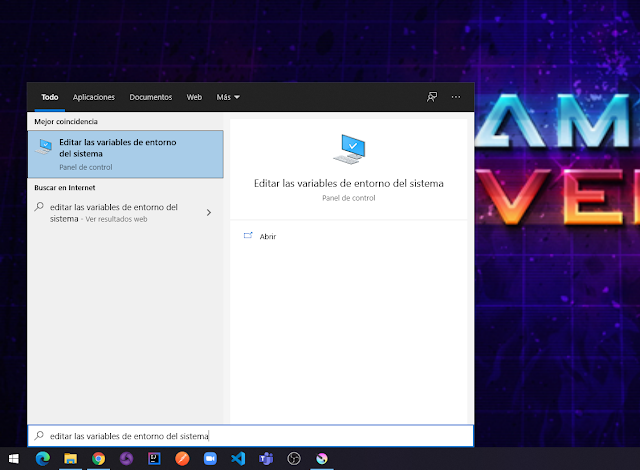 Todo Aplicaciones Documentos Web Más
Mejor coincidencia
Editar las variables de entorno
del sistema
Panel de control
Buscar en Internet
editar las variables de entorno del
sistema - Ver resultados web
Editar las variables de entorno del sistema
Panel de control
Abrir
AM
VE
editar las variables de entorno del sistema